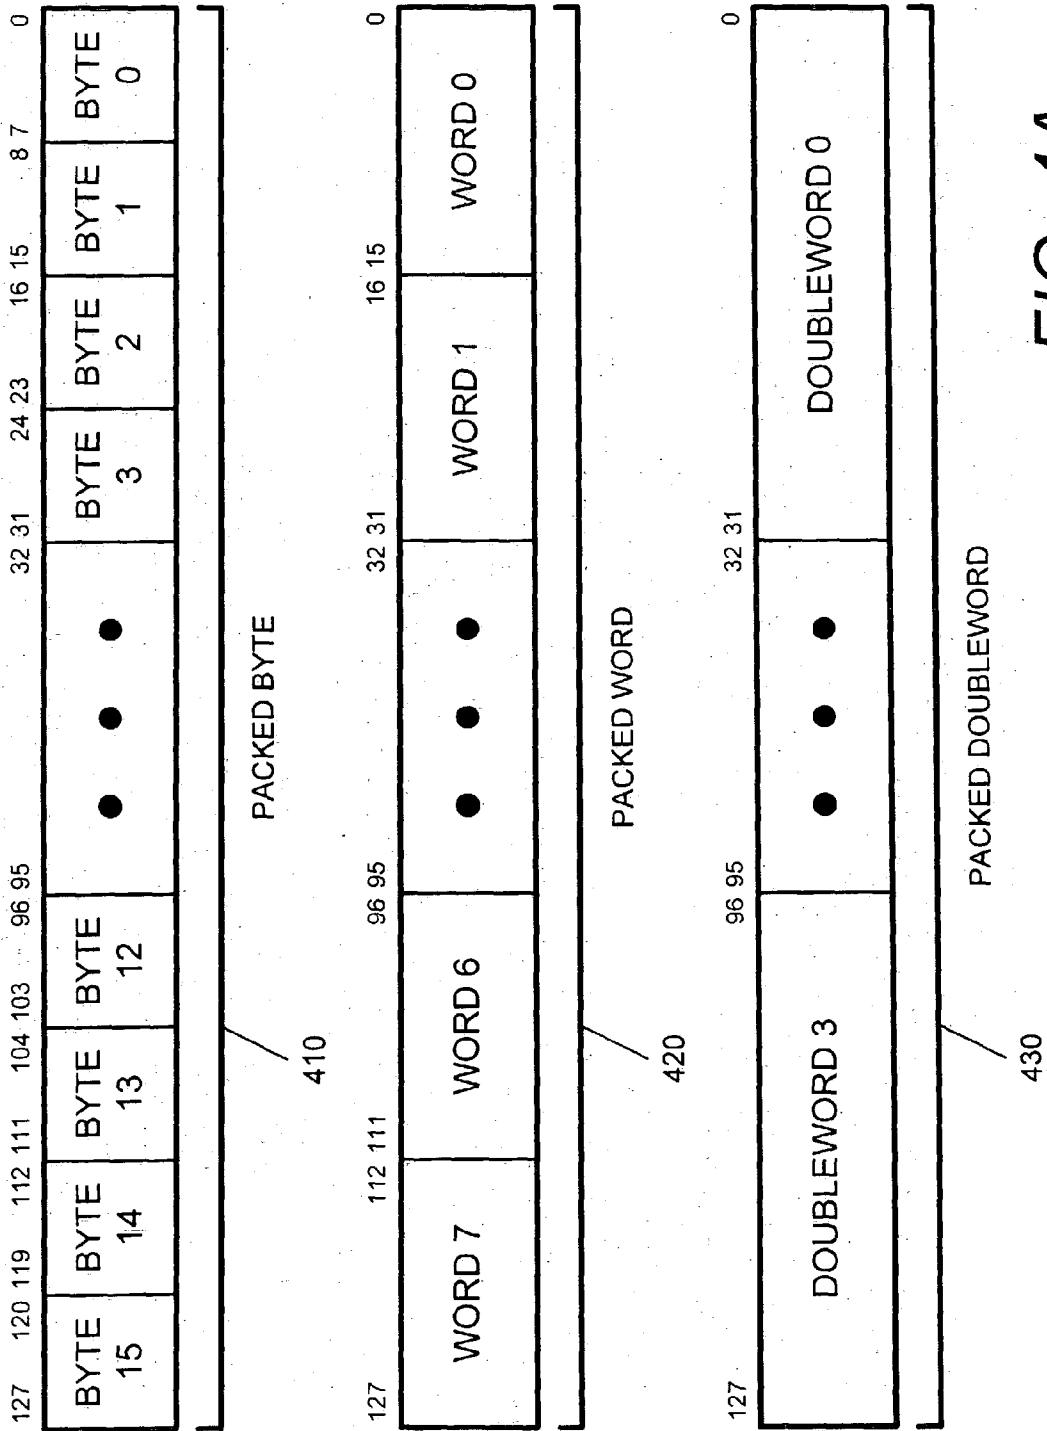 127 120 119 112 111 104 103 96 95 32 31 24 23 16 15 8 7 0
BYTE 15
BYTE 14
BYTE 13
BYTE 12
BYTE 3
BYTE 2
BYTE 1
BYTE 0
410
PACKED BYTE
127 112 111 96 95 32 31 16 15 0
WORD 7
WORD 6
WORD 1
WORD 0
420
PACKED WORD
127 96 95 32 31 0
DOUBLEWORD 3
DOUBLEWORD 0
430
PACKED DOUBLEWORD
FIG. 4A